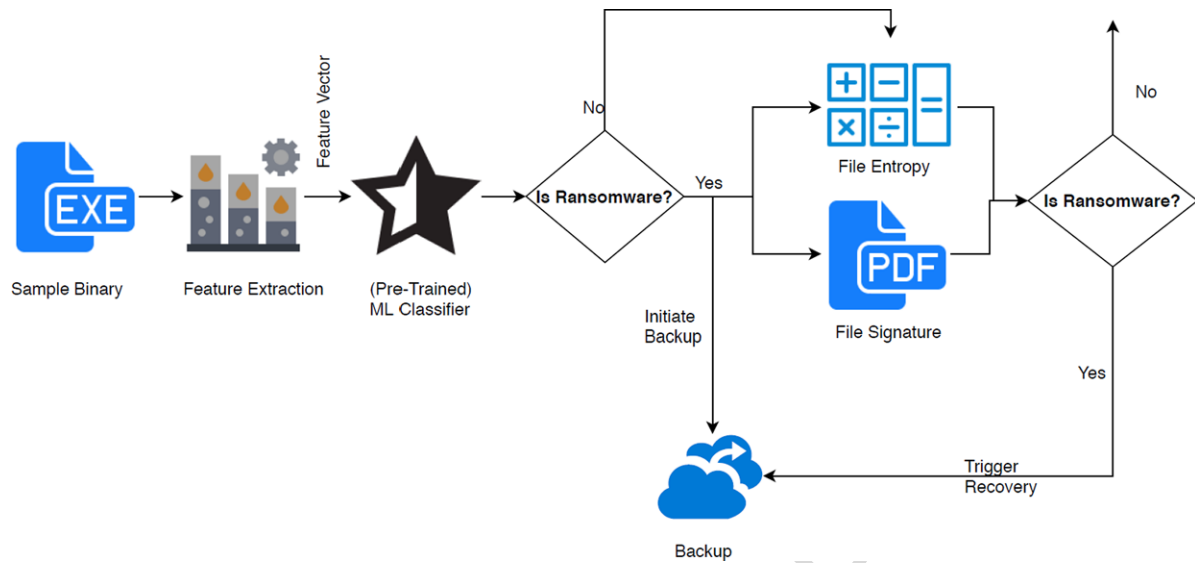 EXE
Sample Binary
Feature Extraction
Feature Vector
(Pre-Trained)
ML Classifier
Is Ransomware?
No
Yes
Initiate
Backup
File Entropy
PDF
File Signature
Is Ransomware?
No
Yes
Trigger
Recovery
Backup